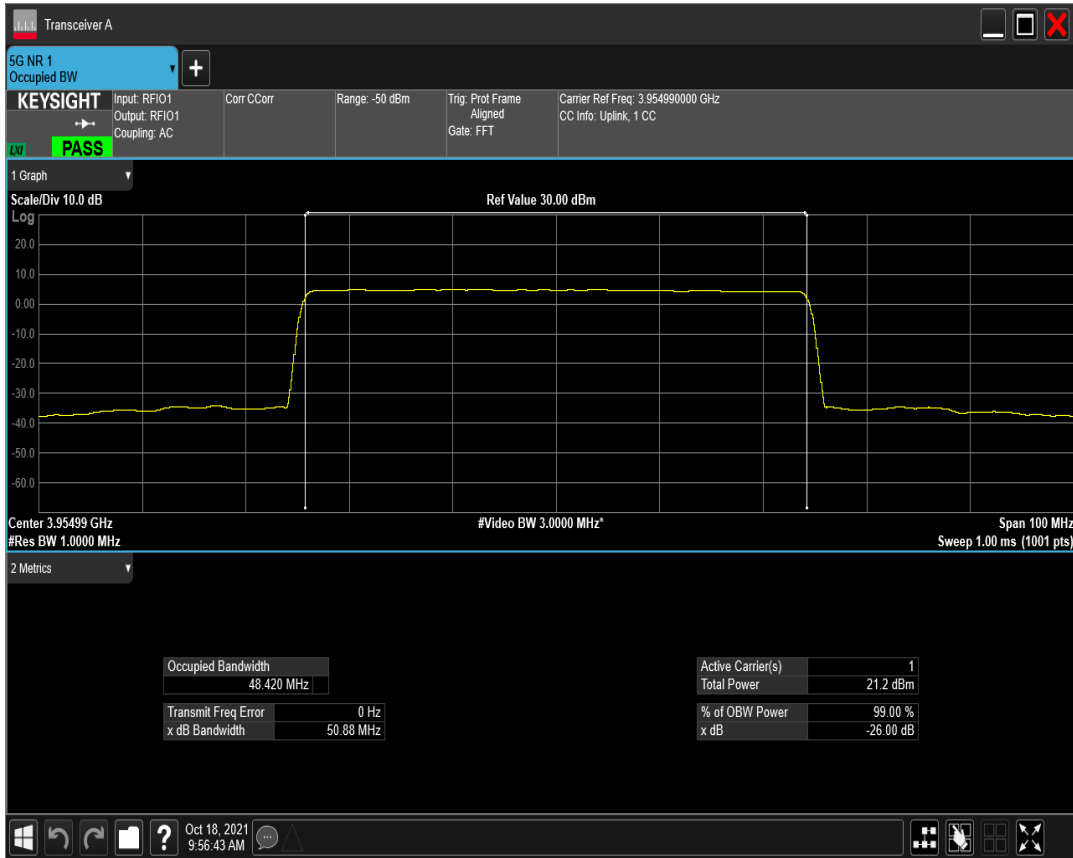 Transceiver A
5G NR 1
Occupied BW
KEYSIGHT
LXI
PASS
Input: RFIO1
Output: RFIO1
Coupling: AC
Corr CCorr
Range: -50 dBm
Trig: Prot Frame
Aligned
Gate: FFT
Carrier Ref Freq: 3.954990000 GHz
CC Info: Uplink, 1 CC
1 Graph
Scale/Div 10.0 dB
Ref Value 30.00 dBm
Log
20.0
10.0
0.00
-10.0
-20.0
-30.0
-40.0
-50.0
-60.0
Center 3.95499 GHz
#Video BW 3.0000 MHz*
Span 100 MHz
#Res BW 1.0000 MHz
Sweep 1.00 ms (1001 pts)
2 Metrics
Occupied Bandwidth
48.420 MHz
Transmit Freq Error 0 Hz
x dB Bandwidth 50.88 MHz
Active Carrier(s) 1
Total Power 21.2 dBm
% of OBW Power 99.00 %
x dB -26.00 dB
?
Oct 18, 2021
9:56:43 AM